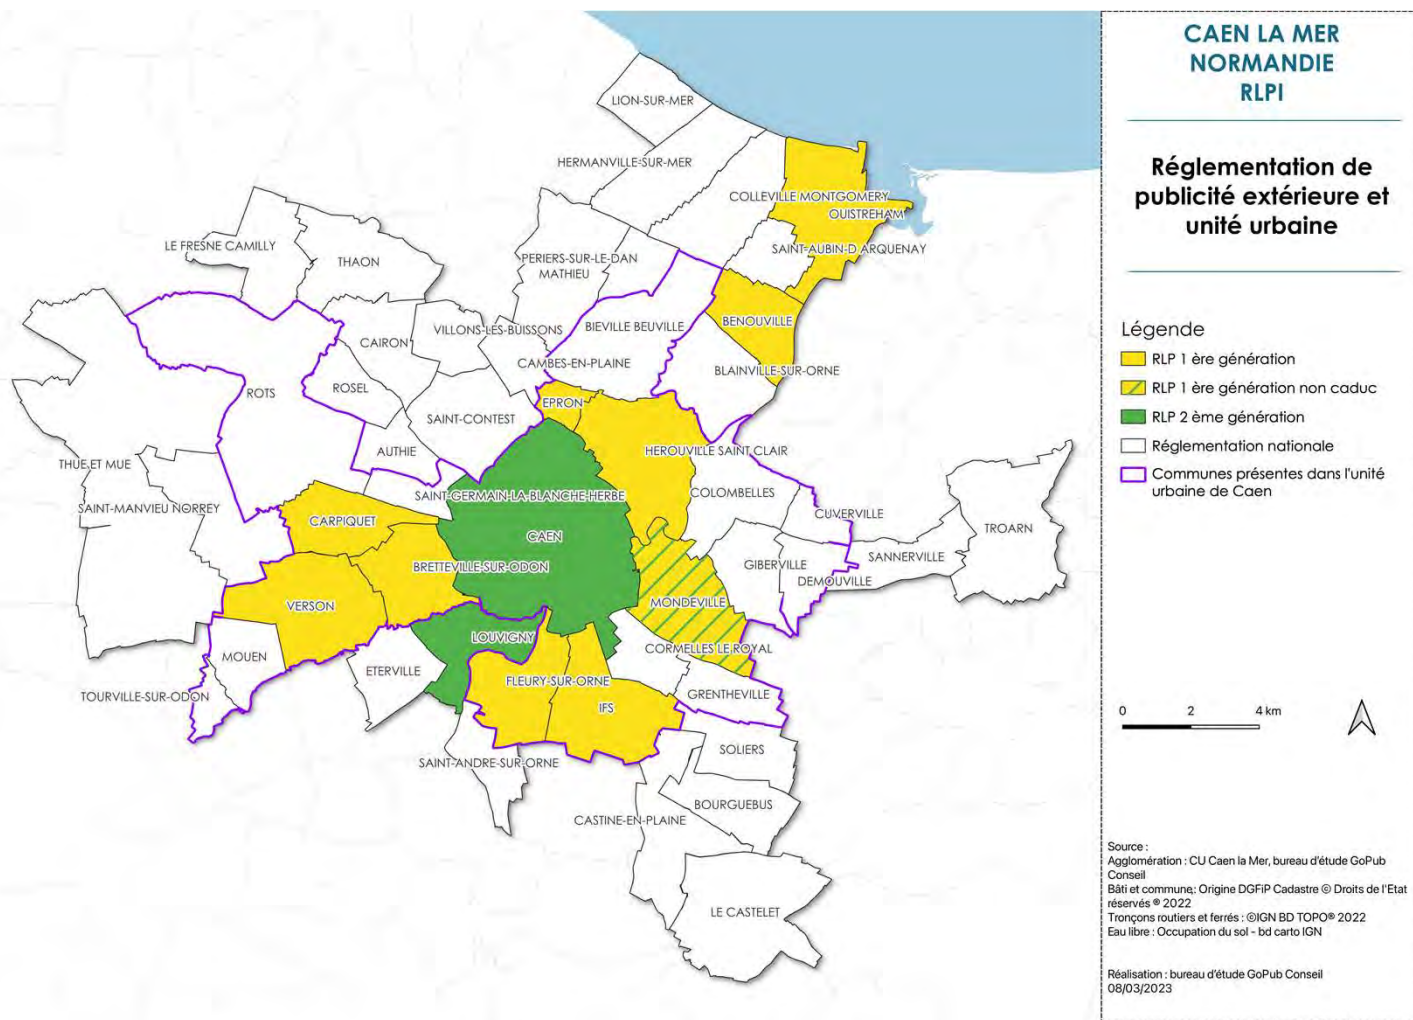 LION-SUR-MER
HERMANVILLE-SUR-MER
COLLEVILLE MONTGOMERY
OUISTREHAM
SAINT-AUBIN-D ARQUENAY
LE FRESNE CAMILLY
THAON
PERIERS-SUR-LE-DAN
MATHIEU
BENOUVILLE
VILLONS-LES-BUISSONS
BIEVILLE BEUVILLE
CAIRON
CAMBES-EN-PLAINE
BLAINVILLE-SUR-ORNE
ROTS
ROSEL
EPRON
SAINT-CONTEST
AUTHIE
HEROUVILLE SAINT CLAIR
THUE ET MUE
COLOMBELLES
SAINT-GERMAIN-LA-BLANCHE-HERBE
SAINT-MANVIEU NORREY
CUVERVILLE
CARPIQUET
TROARN
CAEN
SANNERVILLE
GIBERVILLE
BRETTEVILLE-SUR-ODON
DEMOUVILLE
VERSON
MONDEVILLE
LOUVIGNY
CORMELLES LE ROYAL
MOUEN
ETERVILLE
FLEURY-SUR-ORNE
TOURVILLE-SUR-ODON
GRENTHEVILLE
IFS
SOLIERS
SAINT-ANDRE-SUR-ORNE
BOURGUEBUS
CASTINE-EN-PLAINE
LE CASTELET
CAEN LA MER
NORMANDIE
RLPI
Réglementation de
publicité extérieure et
unité urbaine
Légende
RLP 1 ère génération
RLP 1 ère génération non caduc
RLP 2 ème génération
Réglementation nationale
Communes présentes dans l'unité
urbaine de Caen
0 2 4 km
Source :
Agglomération : CU Caen la Mer, bureau d'étude GoPub
Conseil
Bâti et commune: Origine DGFiP Cadastre © Droits de l'Etat
réservés ® 2022
Tronçons routiers et ferrés : ©IGN BD TOPO® 2022
Eau libre : Occupation du sol - bd carto IGN
Réalisation : bureau d'étude GoPub Conseil
08/03/2023